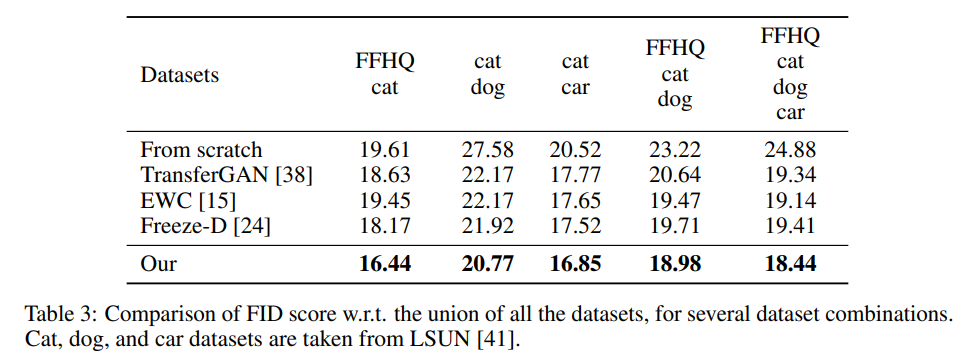 Datasets FFHQ cat cat dog cat car FFHQ cat dog FFHQ cat dog car
From scratch 19.61 27.58 20.52 23.22 24.88
TransferGAN [38] 18.63 22.17 17.77 20.64 19.34
EWC [15] 19.45 22.17 17.65 19.47 19.14
Freeze-D [24] 18.17 21.92 17.52 19.71 19.41
Our 16.44 20.77 16.85 18.98 18.44
Table 3: Comparison of FID score w.r.t. the union of all the datasets, for several dataset combinations.
Cat, dog, and car datasets are taken from LSUN [41].